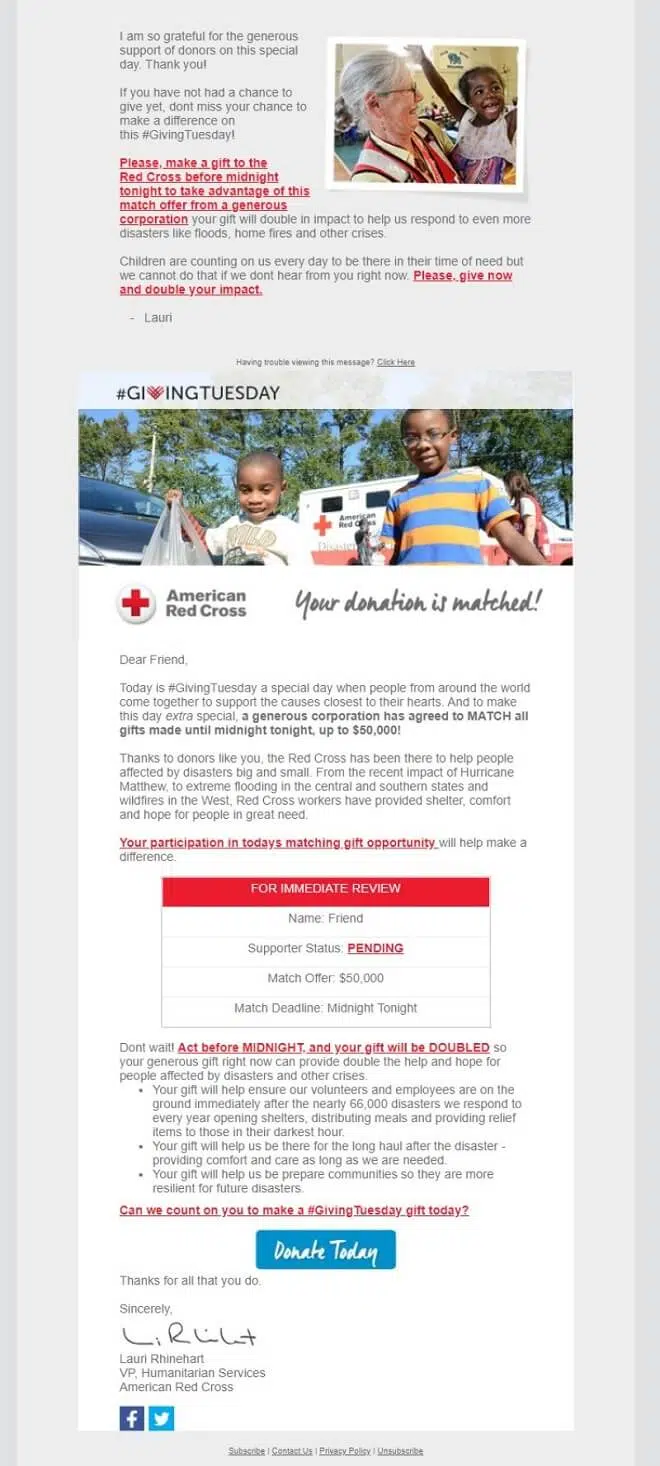 I am so grateful for the generous
support of donors on this special
day. Thank you!
If you have not had a chance to
give yet, dont miss your chance to
make a difference on
this #GivingTuesday!
Please, make a gift to the
Red Cross before midnight
tonight to take advantage of this
match offer from a generous
corporation your gift will double in impact to help us respond to even more
disasters like floods, home fires and other crises.
Children are counting on us every day to be there in their time of need but
we cannot do that if we dont hear from you right now. Please, give now
and double your impact.
- Lauri
Having trouble viewing this message? Click Here
#GIVINGTUESDAY
American
Red Cross
American
Red Cross
Your donation is matched!
Dear Friend,
Today is #GivingTuesday a special day when people from around the world
come together to support the causes closest to their hearts. And to make
this day extra special, a generous corporation has agreed to MATCH all
gifts made until midnight tonight, up to $50,000!
Thanks to donors like you, the Red Cross has been there to help people
affected by disasters big and small. From the recent impact of Hurricane
Matthew, to extreme flooding in the central and southern states and
wildfires in the West, Red Cross workers have provided shelter, comfort
and hope for people in great need.
Your participation in todays matching gift opportunity will help make a
difference.
FOR IMMEDIATE REVIEW
Name: Friend
Supporter Status: PENDING
Match Offer: $50,000
Match Deadline: Midnight Tonight
Dont wait! Act before MIDNIGHT, and your gift will be DOUBLED so
your generous gift right now can provide double the help and hope for
people affected by disasters and other crises.
• Your gift will help ensure our volunteers and employees are on the
ground immediately after the nearly 66,000 disasters we respond to
every year opening shelters, distributing meals and providing relief
items to those in their darkest hour.
• Your gift will help us be there for the long haul after the disaster -
providing comfort and care as long as we are needed.
• Your gift will help us be prepare communities so they are more
resilient for future disasters.
Can we count on you to make a #GivingTuesday gift today?
Donate Today
Thanks for all that you do.
Sincerely,
Lauri Rhinehart
VP, Humanitarian Services
American Red Cross
Subscribe | Contact Us | Privacy Policy | Unsubscribe